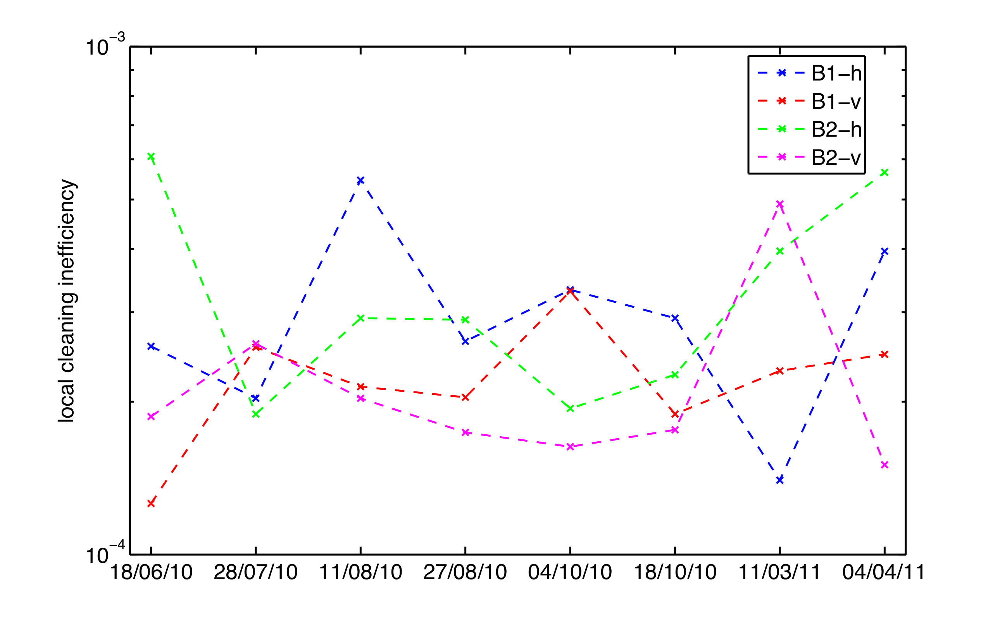 10−3
B1−h
B1−v
B2−h
B2−v
local cleaning inefficiency
10−4
18/06/10 28/07/10 11/08/10 27/08/10 04/10/10 18/10/10 11/03/11 04/04/11